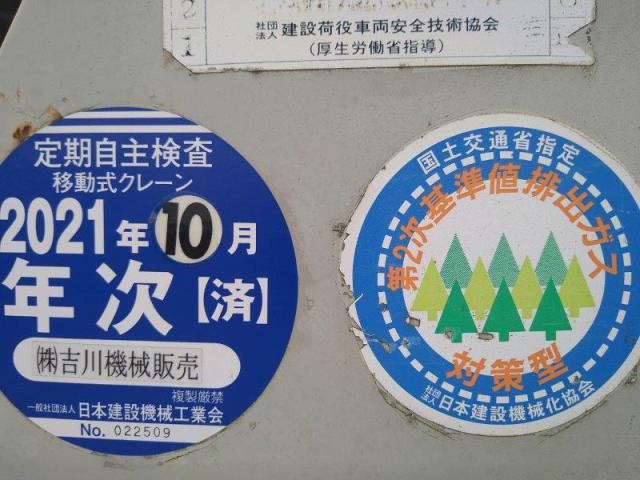 社団法人 建設荷役車両安全技術協会
(厚生労働省指導)
定期自主検査
移動式クレーン
2021年10月
年次【済】
㈱吉川機械販売
複製厳禁
一般社団法人 日本建設機械工業会
No. 022509
国土交通省指定
第2次基準値排出ガス
対策型
社団法人 日本建設機械化協会